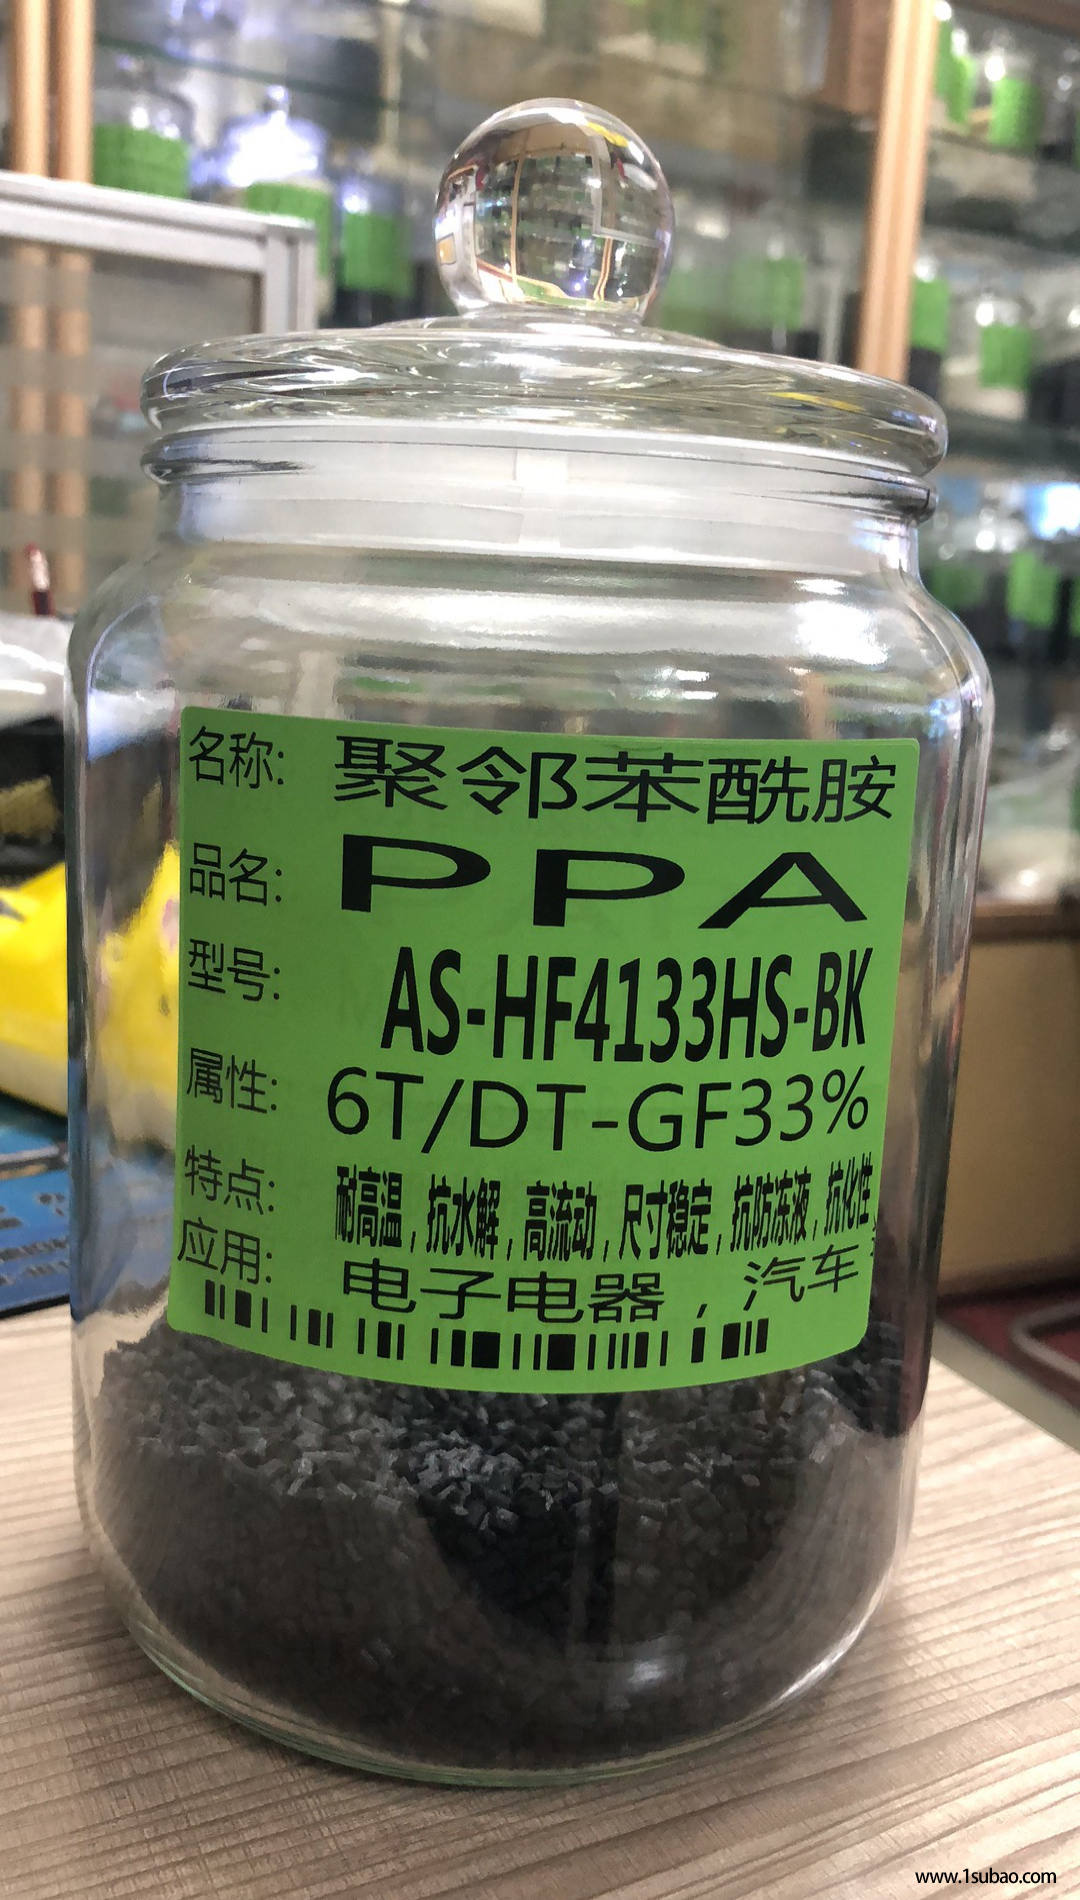 名称: 聚邻苯酰胺
品名: PPA
型号: AS-HF4133HS-BK
属性: 6T/DT-GF33%
特点: 耐高温,抗水解,高流动,尺寸稳定,抗防冻液,抗化性
应用: 电子电器,汽车
www.1subao.com